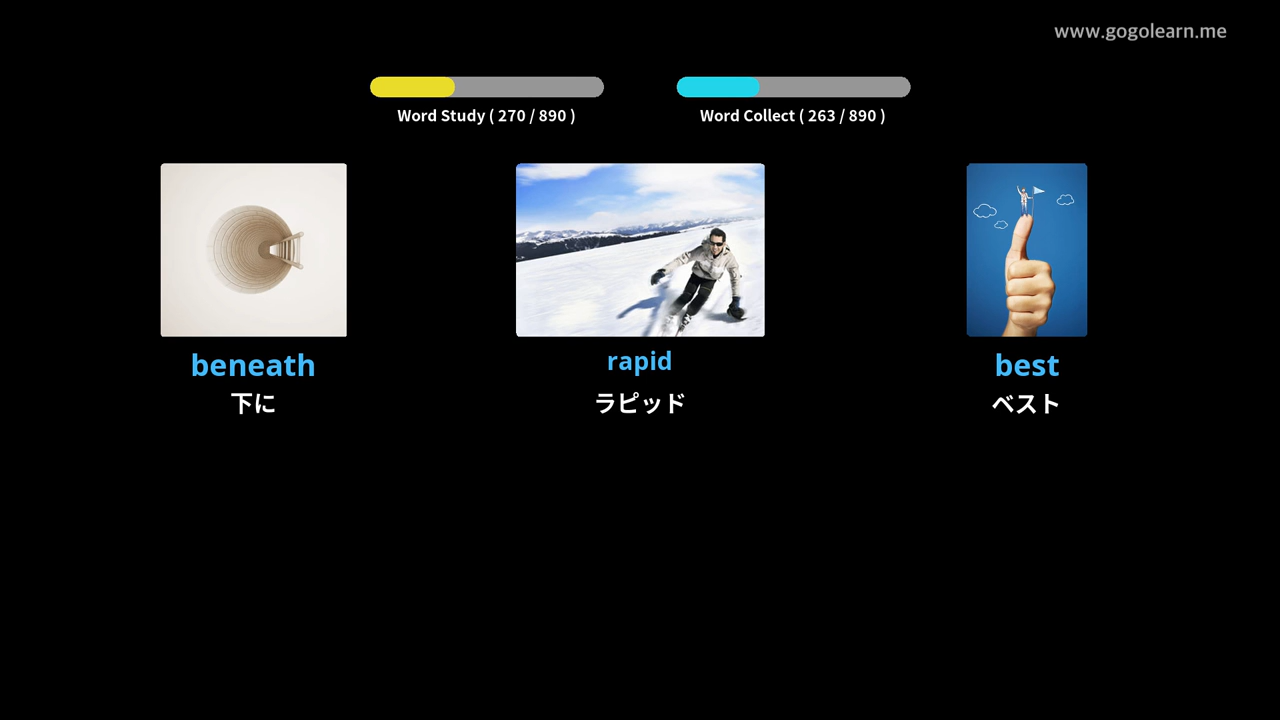 www.gogolearn.me
Word Study ( 270 / 890 )
Word Collect ( 263 / 890 )
beneath
下に
rapid
ラピッド
best
ベスト